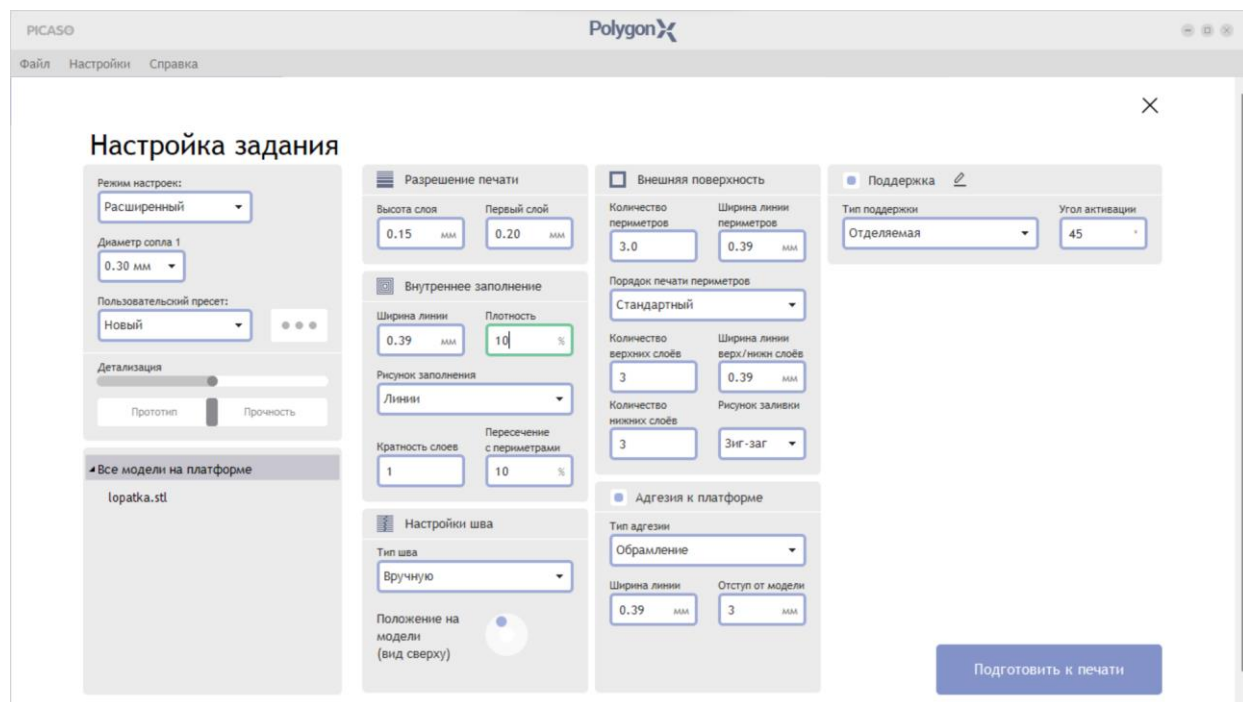 PICASO
PolygonX
Файл Настройки Справка
Настройка задания
Режим настроек:
Расширенный
Диаметр сопла 1
0.30 мм
Пользовательский пресет:
Новый
Детализация
Прототип Прочность
Все модели на платформе
lopatka.stl
Разрешение печати
Высота слоя Первый слой
0.15 мм 0.20 мм
Внутреннее заполнение
Ширина линии Плотность
0.39 мм 10 %
Рисунок заполнения
Линии
Кратность слоев Пересечение
с периметрами
1 10 %
Настройки шва
Тип шва
Вручную
Положение на
модели
(вид сверху)
Внешняя поверхность
Количество
периметров
Ширина линии
периметров
3.0 0.39 мм
Порядок печати периметров
Стандартный
Количество
верхних слоёв
Ширина линии
верх/нижн слоёв
3 0.39 мм
Количество
нижних слоёв
Рисунок заливки
3 Зиг-заг
Адгезия к платформе
Тип адгезии
Обрамление
Ширина линии Отступ от модели
0.39 мм 3 мм
Поддержка
Тип поддержки Угол активации
Отделяемая 45 °
Подготовить к печати